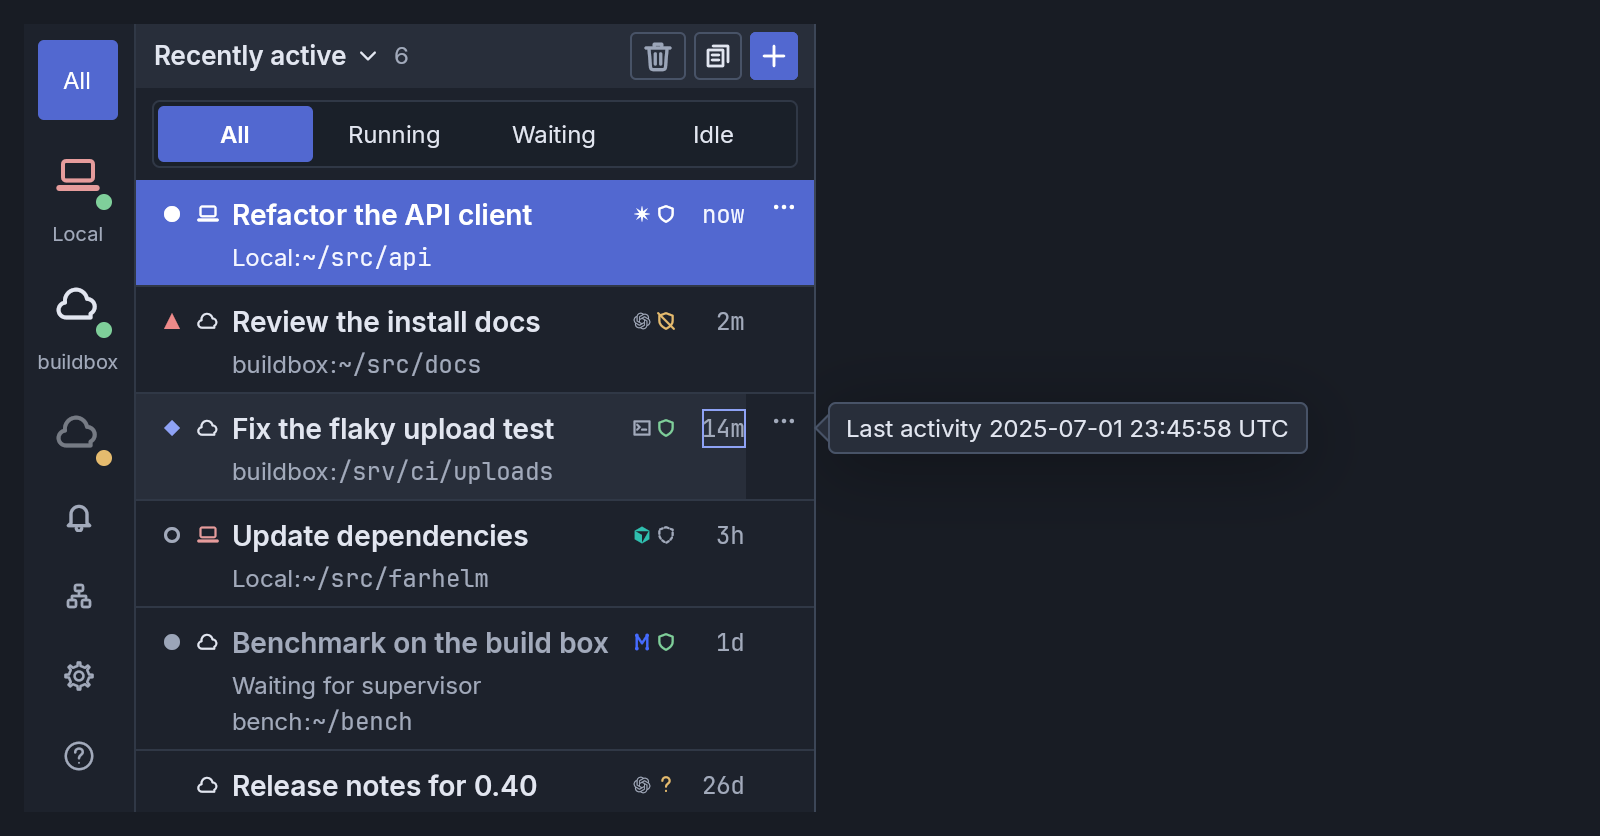 All
Local
buildbox
Recently active 6
All Running Waiting Idle
Refactor the API client now
Local:~/src/api
Review the install docs 2m
buildbox:~/src/docs
Fix the flaky upload test 14m
buildbox:/srv/ci/uploads
Last activity 2025-07-01 23:45:58 UTC
Update dependencies 3h
Local:~/src/farhelm
Benchmark on the build box 1d
Waiting for supervisor
bench:~/bench
Release notes for 0.40 ? 26d